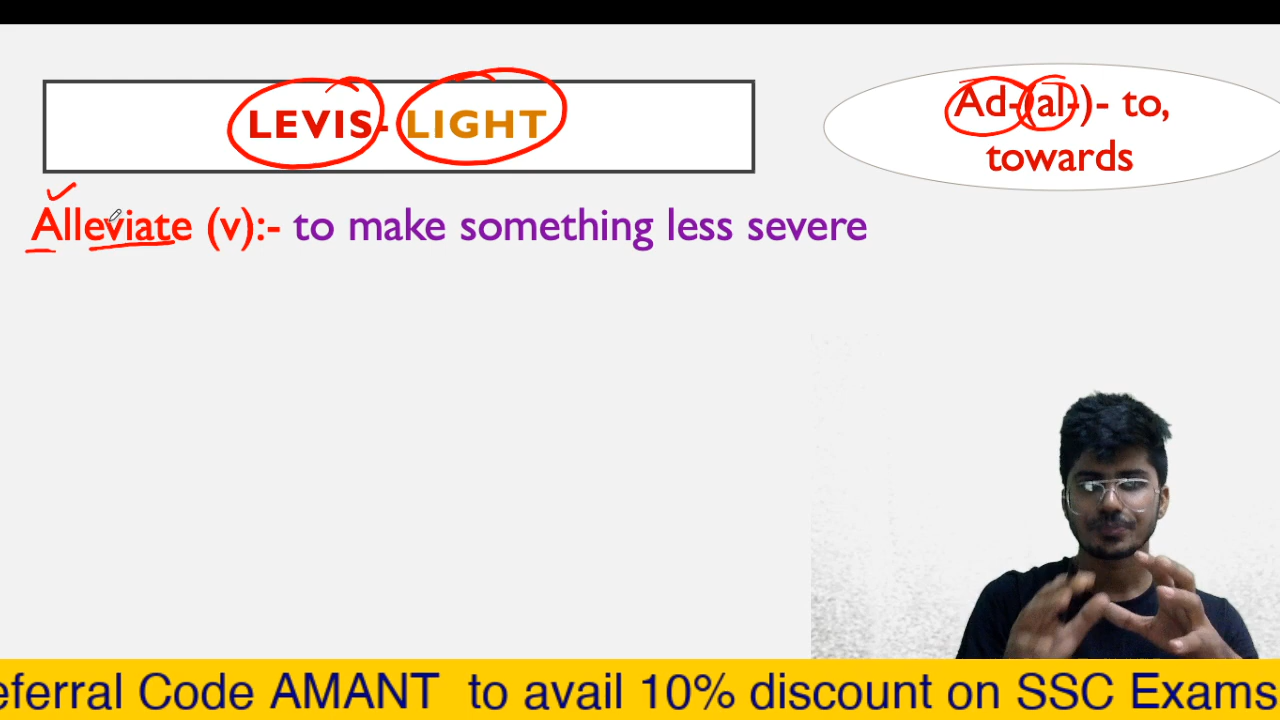 LEVIS- LIGHT
Ad-(al-)- to,
towards
Alleviate (v):- to make something less severe
eferral Code AMANT to avail 10% discount on SSC Exams